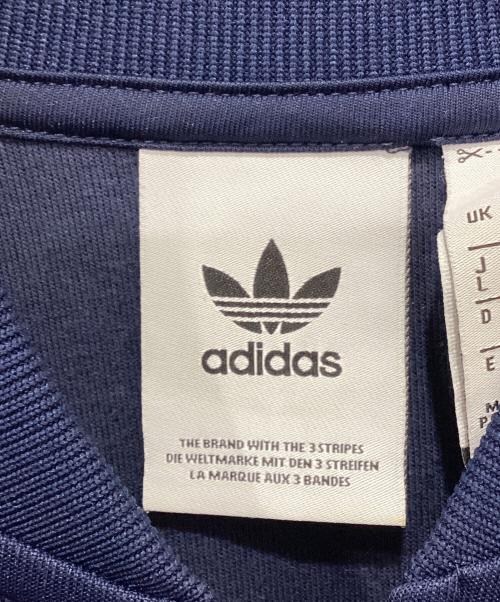 adidas
THE BRAND WITH THE 3 STRIPES
DIE WELTMARKE MIT DEN 3 STREIFEN
LA MARQUE AUX 3 BANDES
UK
J
L
D
E
M
P